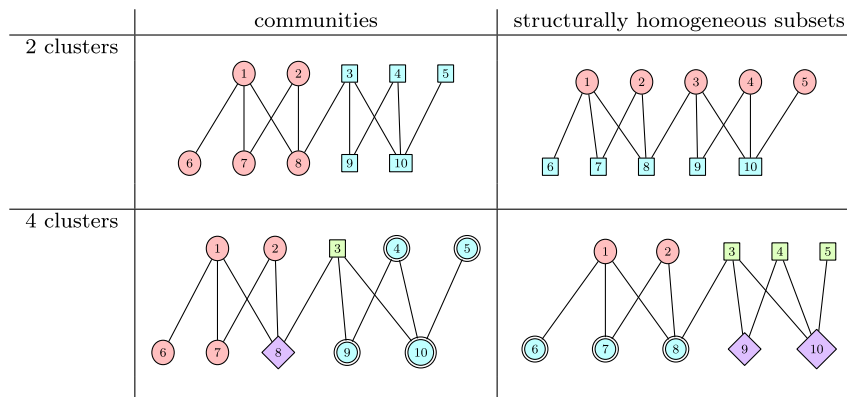 communities structurally homogeneous subsets
2 clusters
1 2 3 4 5 1 2 3 4 5
6 7 8 9 10 6 7 8 9 10
4 clusters
1 2 3 4 5 1 2 3 4 5
6 7 8 9 10 6 7 8 9 10